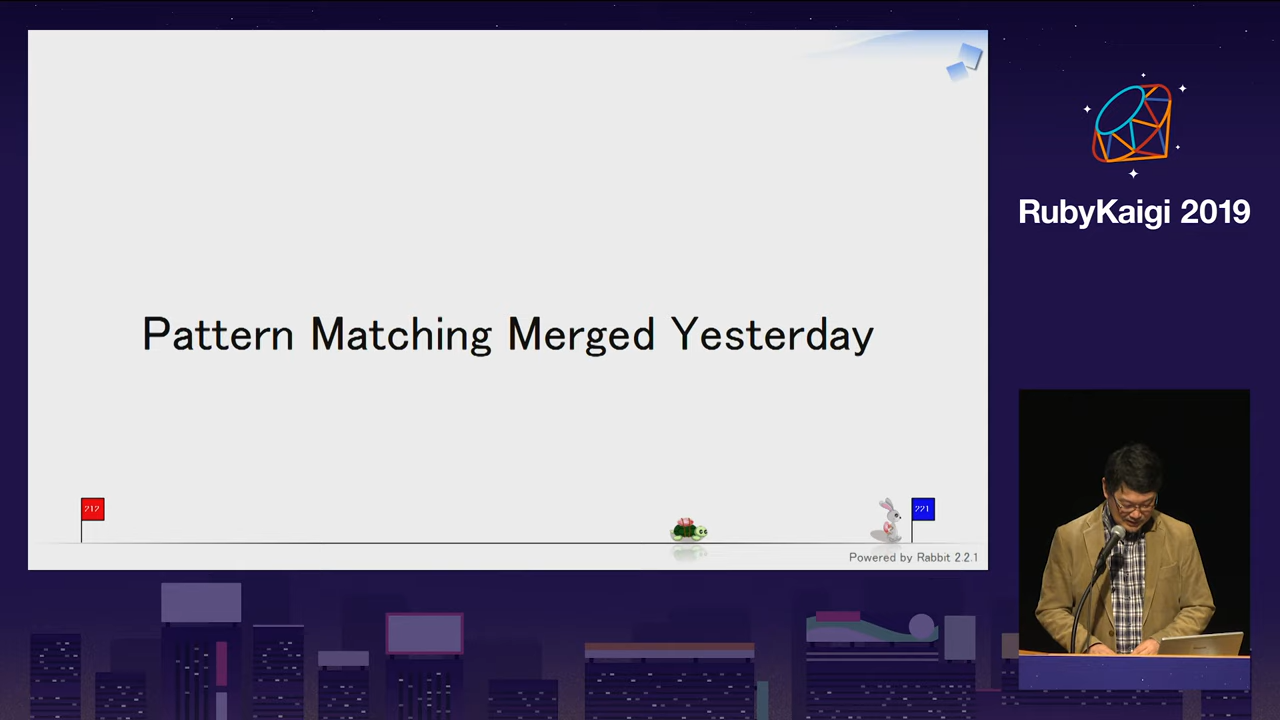 Pattern Matching Merged Yesterday
212
221
Powered by Rabbit 2.2.1
RubyKaigi 2019